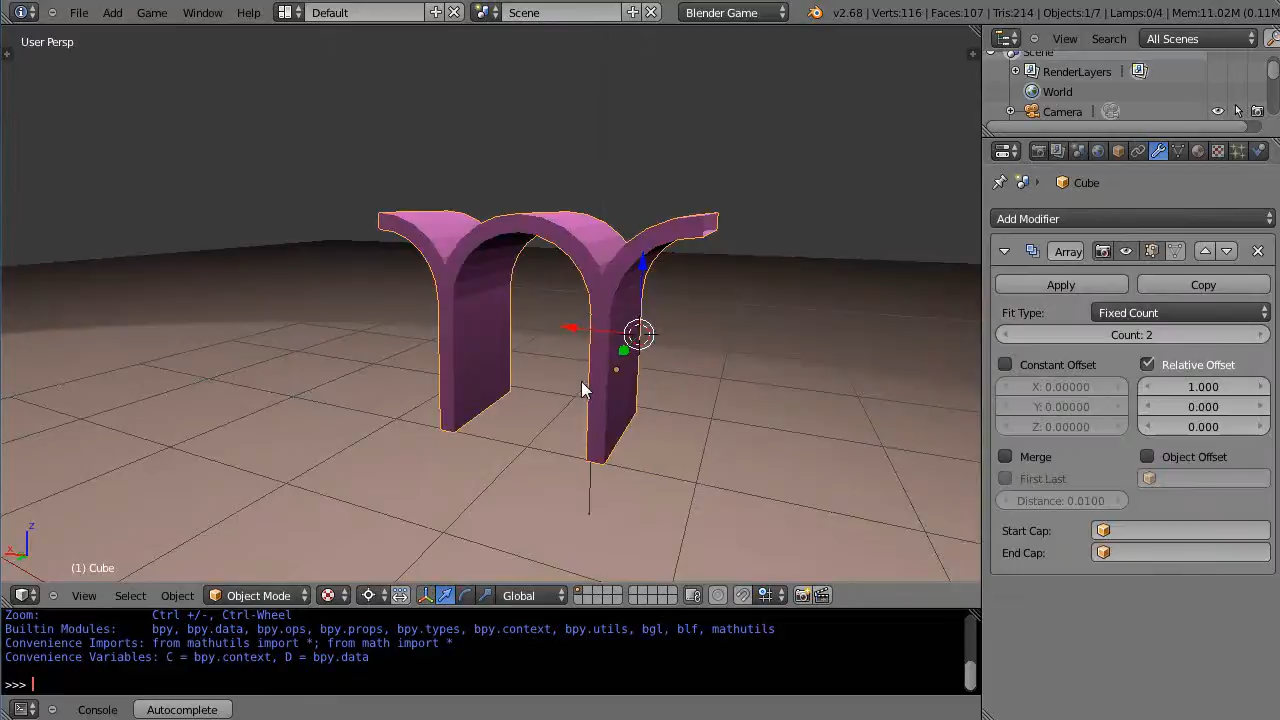 File Add Game Window Help Default Scene Blender Game v2.68 | Verts:116 | Faces:107 | Tris:214 | Objects:1/7 | Lamps:0/4 | Mem:11.02M (0.11M
User Persp
View Search All Scenes
Scene
RenderLayers
World
Camera
Cube
Add Modifier
Array
Apply Copy
Fit Type: Fixed Count
Count: 2
Constant Offset Relative Offset
X: 0.00000 1.000
Y: 0.00000 0.000
Z: 0.00000 0.000
Merge Object Offset
First Last
Distance: 0.0100
Start Cap:
End Cap:
z
x
(1) Cube
View Select Object Object Mode Global
Zoom: Ctrl +/-, Ctrl-Wheel
Builtin Modules: bpy, bpy.data, bpy.ops, bpy.props, bpy.types, bpy.context, bpy.utils, bgl, blf, mathutils
Convenience Imports: from mathutils import *; from math import *
Convenience Variables: C = bpy.context, D = bpy.data
>>>
Console Autocomplete